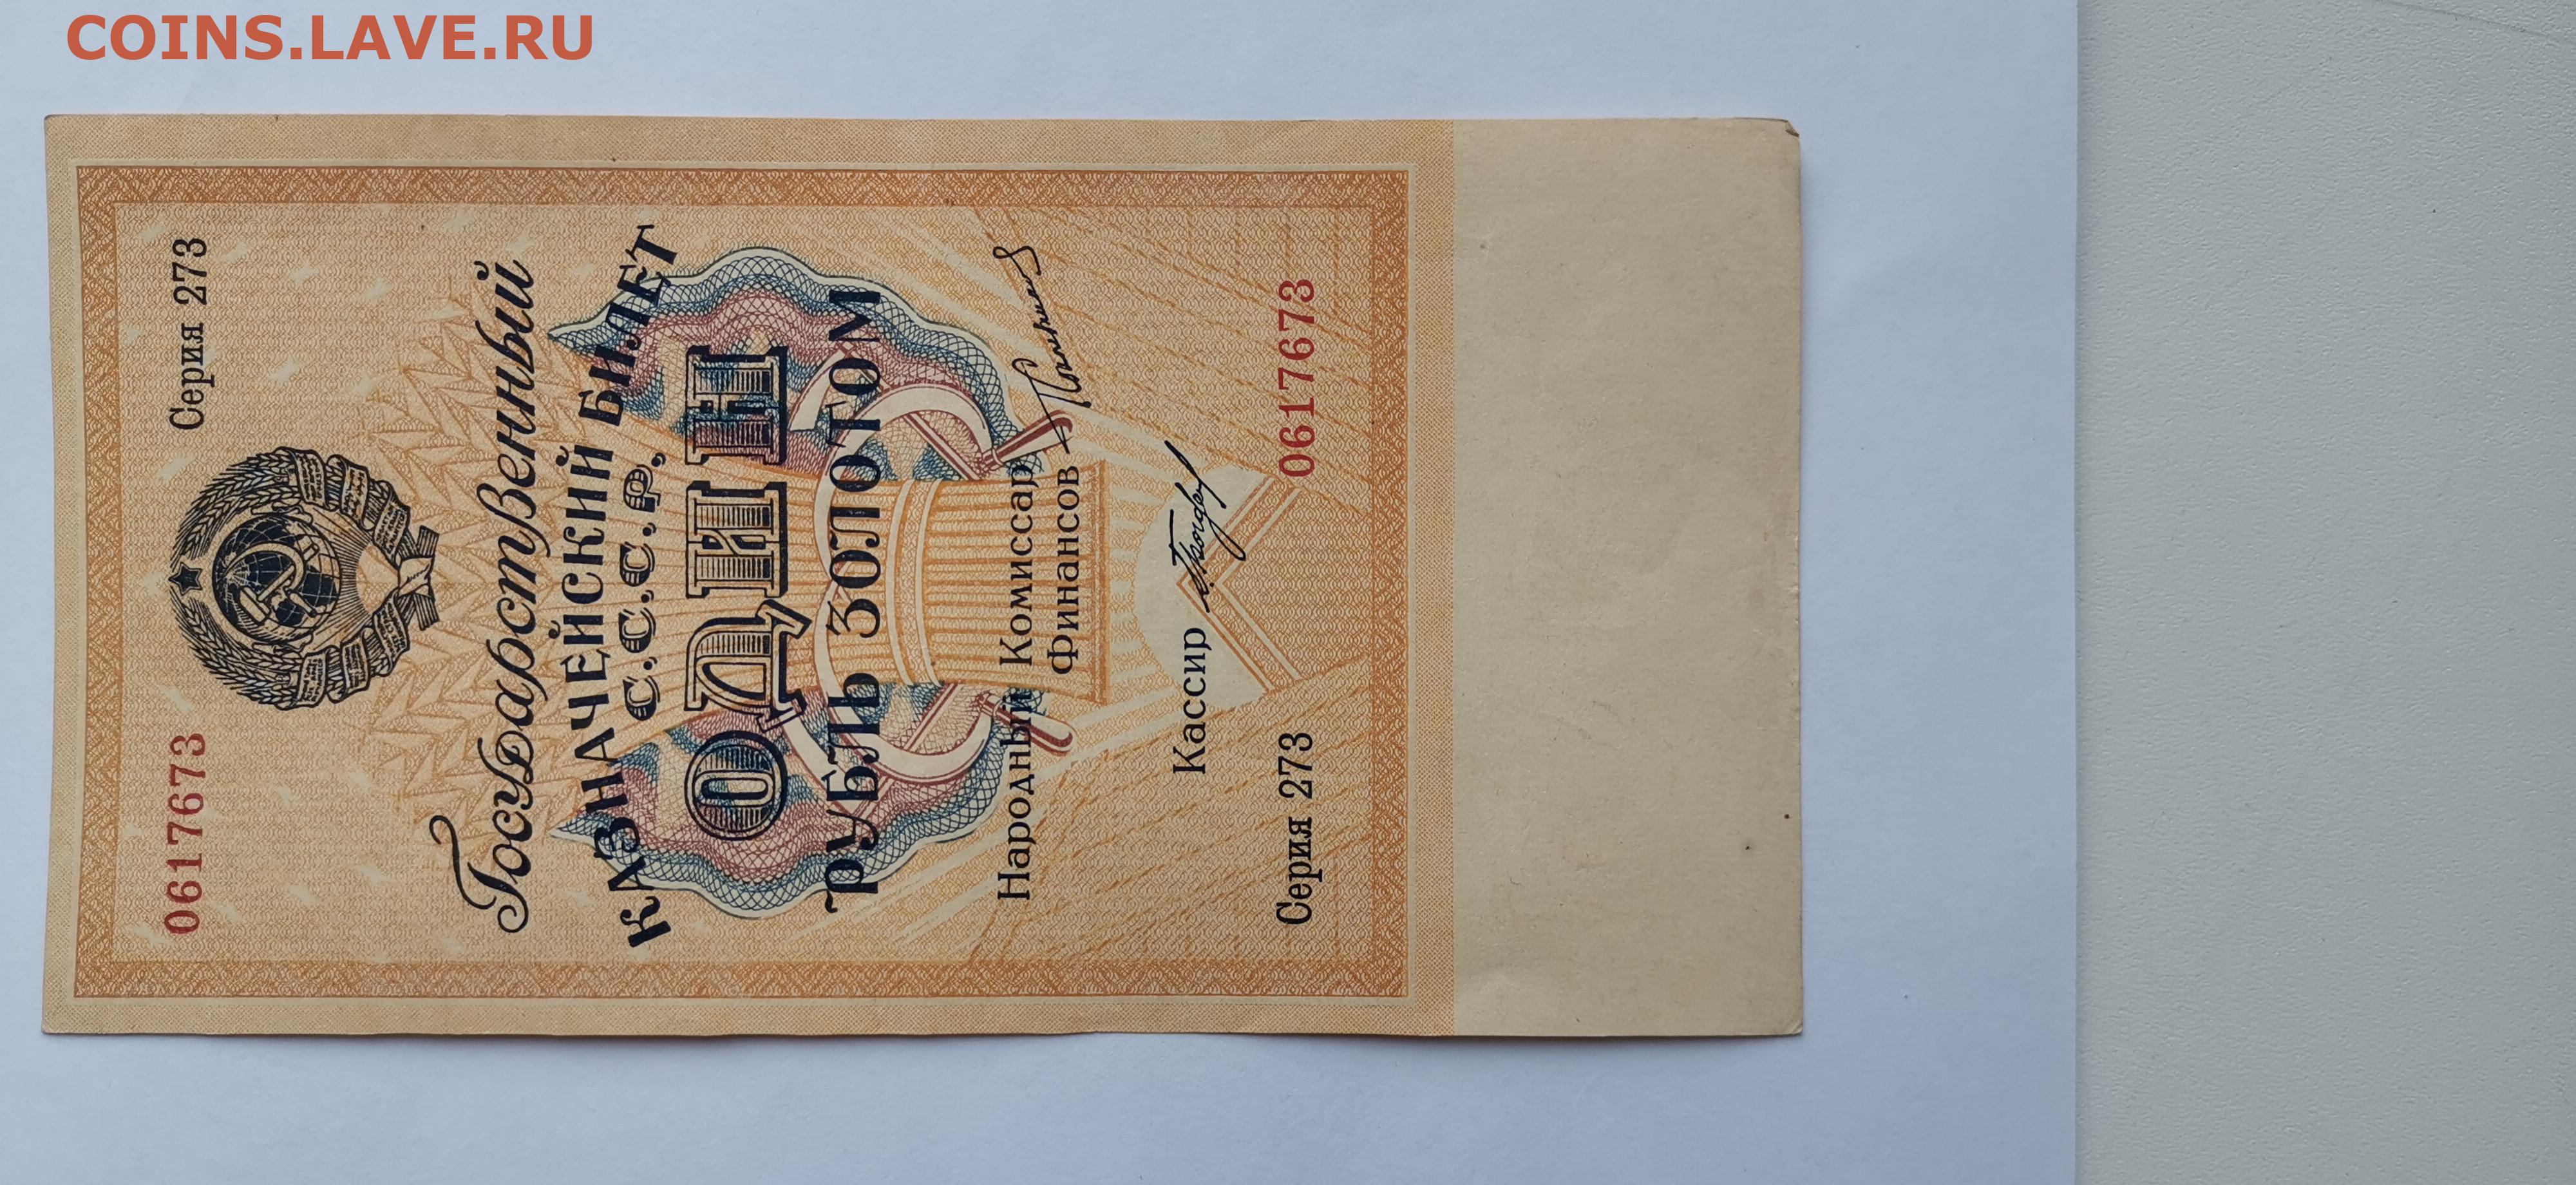 COINS.LAVE.RU
0617673 Серия 273
Государственный
КАЗНАЧЕЙСКИЙ БИЛЕТ
С.С.С.Р.
ОДИН
РУБЛЬ ЗОЛОТОМ
Народный Комиссар
Финансов
Кассир
Серия 273 0617673